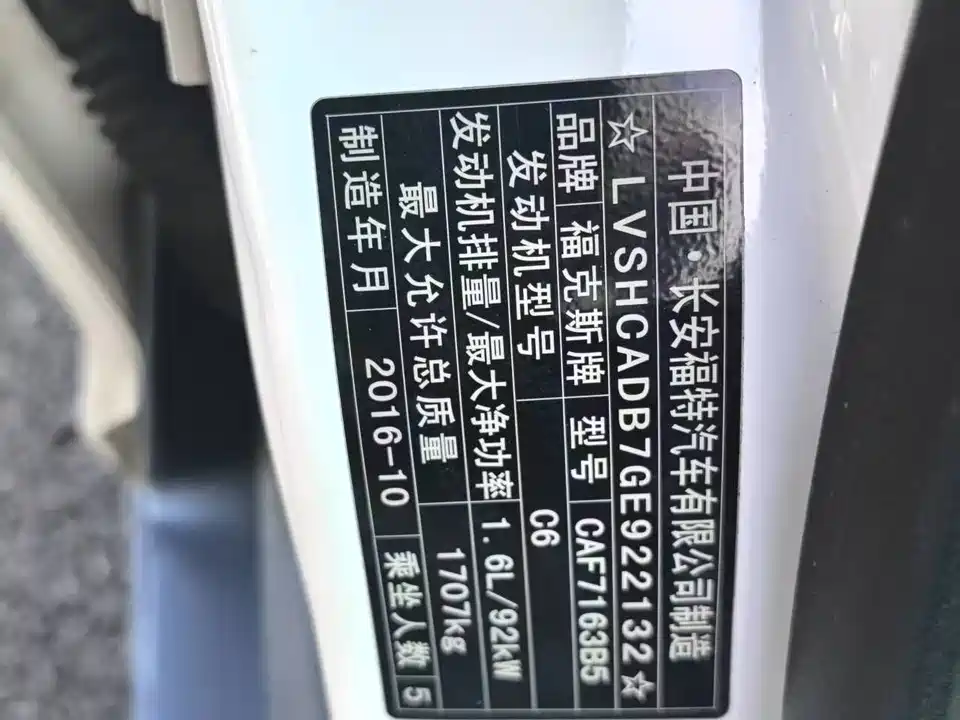 中国·长安福特汽车有限公司制造
☆LVSHCADB7GE922132☆
品牌 福克斯牌 型号 CAF7163B5
发动机型号 C6
发动机排量/最大净功率 1.6L/92kW
最大允许总质量 1707kg
制造年月 2016-10 乘坐人数 5